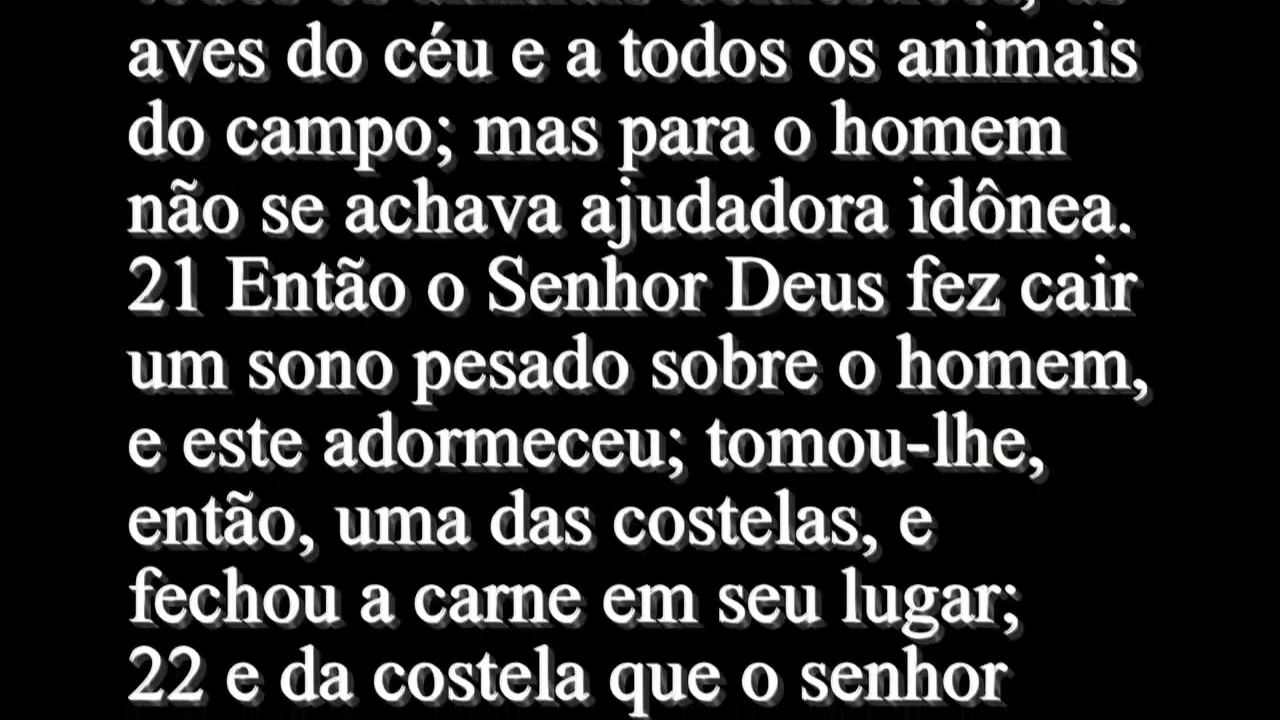 aves do céu e a todos os animais
do campo; mas para o homem
não se achava ajudadora idônea.
21 Então o Senhor Deus fez cair
um sono pesado sobre o homem,
e este adormeceu; tomou-lhe,
então, uma das costelas, e
fechou a carne em seu lugar;
22 e da costela que o senhor